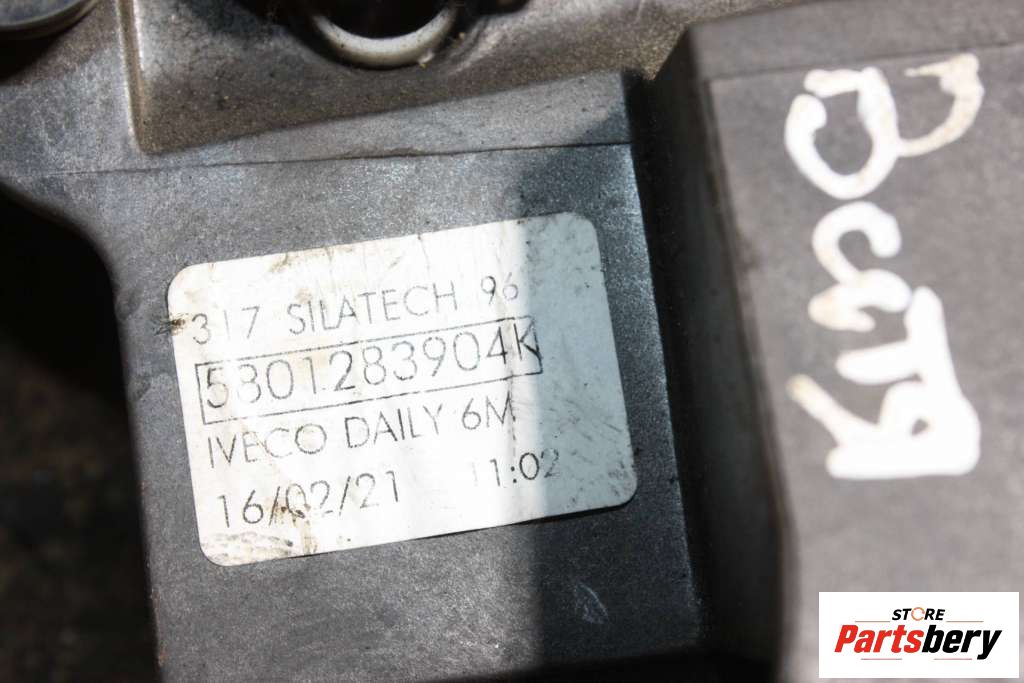 317 SILATECH 96
5801283904K
IVECO DAILY 6M
16/02/21 11:02
STORE
Partsbery